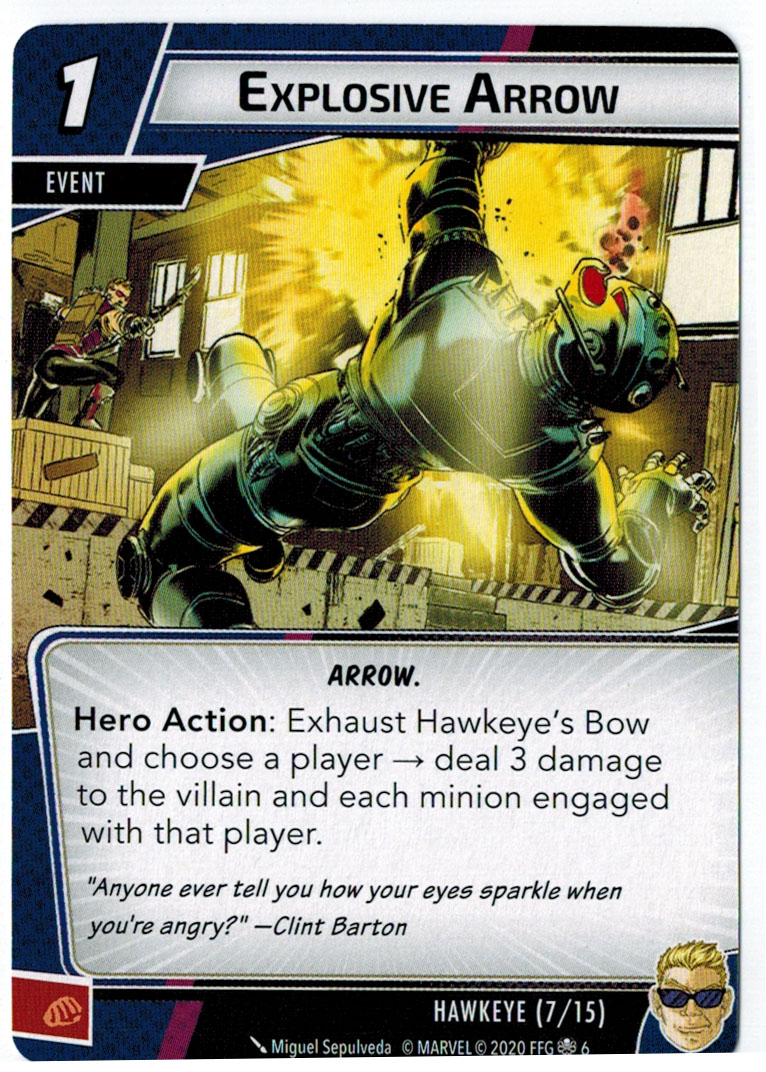 1
EXPLOSIVE ARROW
EVENT
ARROW.
Hero Action: Exhaust Hawkeye's Bow
and choose a player → deal 3 damage
to the villain and each minion engaged
with that player.
"Anyone ever tell you how your eyes sparkle when
you're angry?" —Clint Barton
HAWKEYE (7/15)
Miguel Sepulveda © MARVEL © 2020 FFG 6